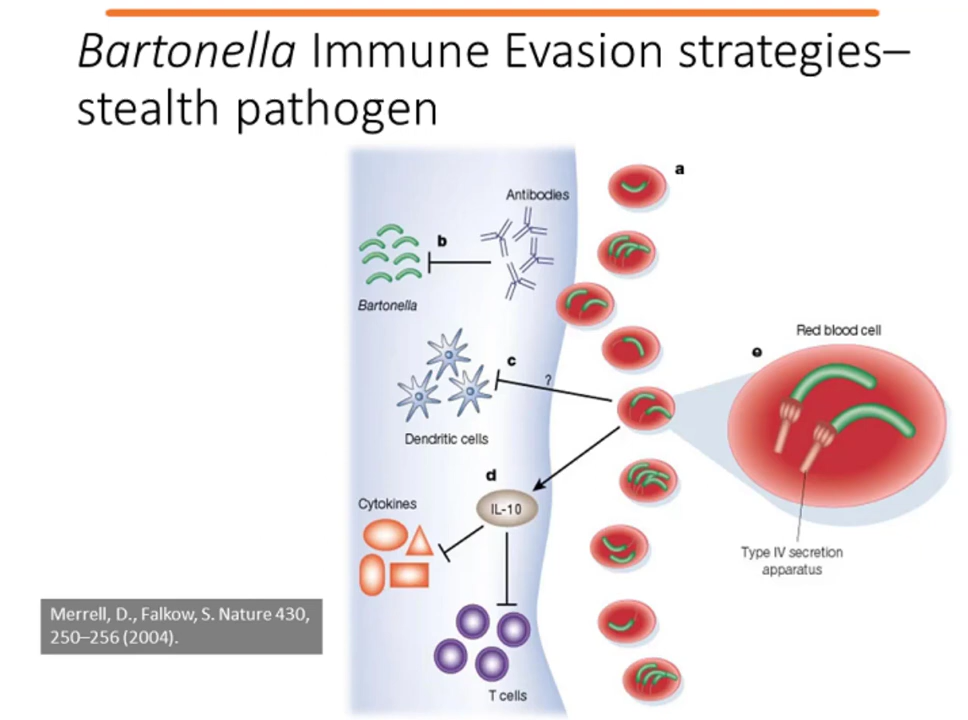 Bartonella Immune Evasion strategies–
stealth pathogen
a
Antibodies
b
Bartonella
Red blood cell
e
c
?
Dendritic cells
d
Cytokines
IL-10
Type IV secretion
apparatus
Merrell, D., Falkow, S. Nature 430,
250–256 (2004).
T cells